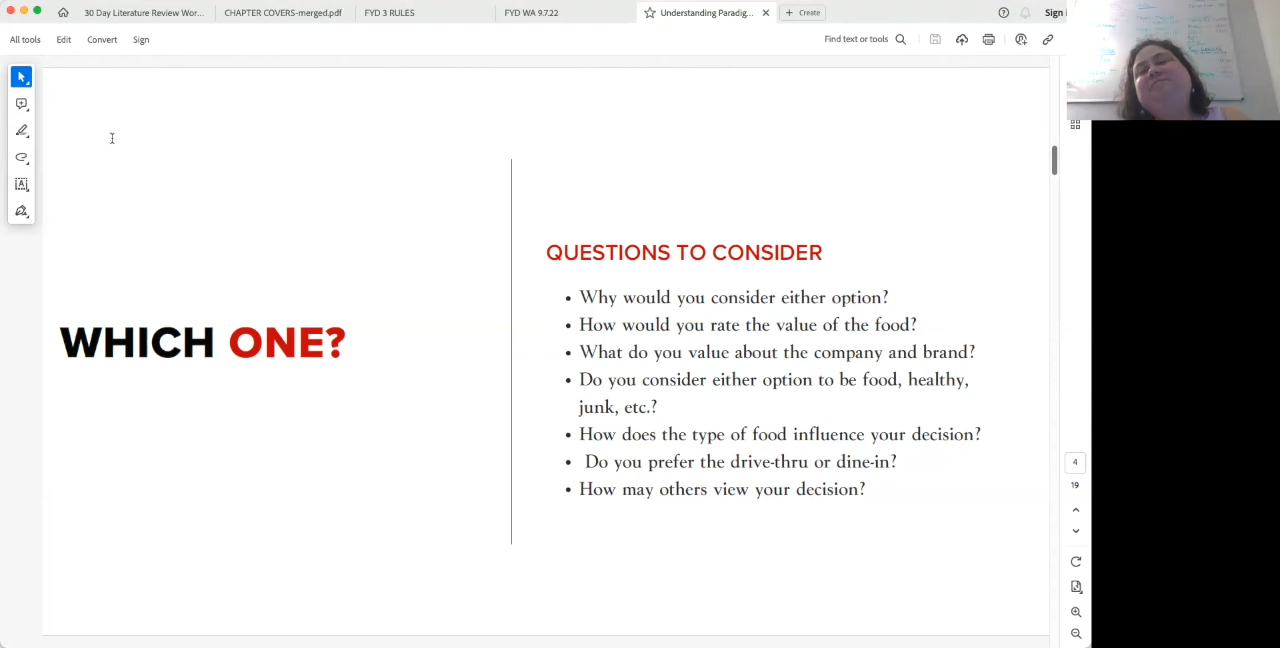 30 Day Literature Review Wor...
CHAPTER COVERS-merged.pdf
FYD 3 RULES
FYD WA 9.7.22
Understanding Paradig...
Create
Sign
All tools
Edit
Convert
Sign
Find text or tools
WHICH ONE?
QUESTIONS TO CONSIDER
• Why would you consider either option?
• How would you rate the value of the food?
• What do you value about the company and brand?
• Do you consider either option to be food, healthy,
junk, etc.?
• How does the type of food influence your decision?
• Do you prefer the drive-thru or dine-in?
• How may others view your decision?
4
19